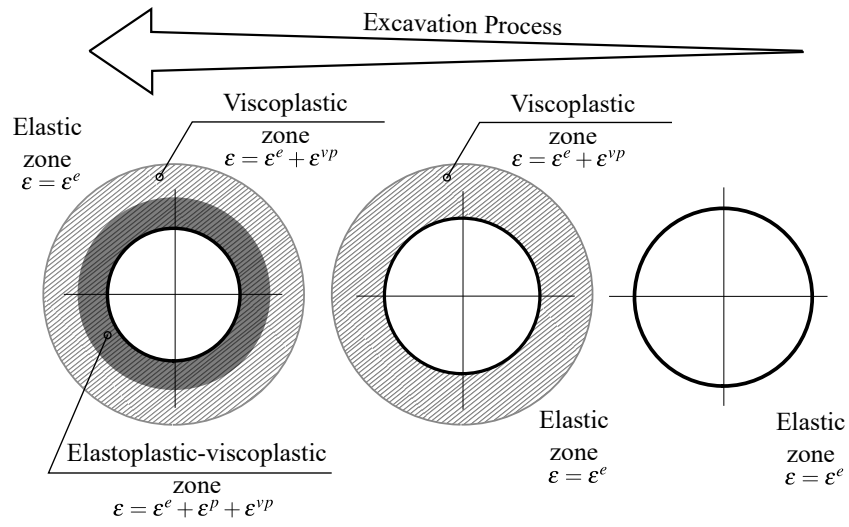 Excavation Process
Elastic
zone
ε = εᵉ
Viscoplastic
zone
ε = εᵉ + εᵛᵖ
Viscoplastic
zone
ε = εᵉ + εᵛᵖ
Elastoplastic-viscoplastic
zone
ε = εᵉ + εᵖ + εᵛᵖ
Elastic
zone
ε = εᵉ
Elastic
zone
ε = εᵉ